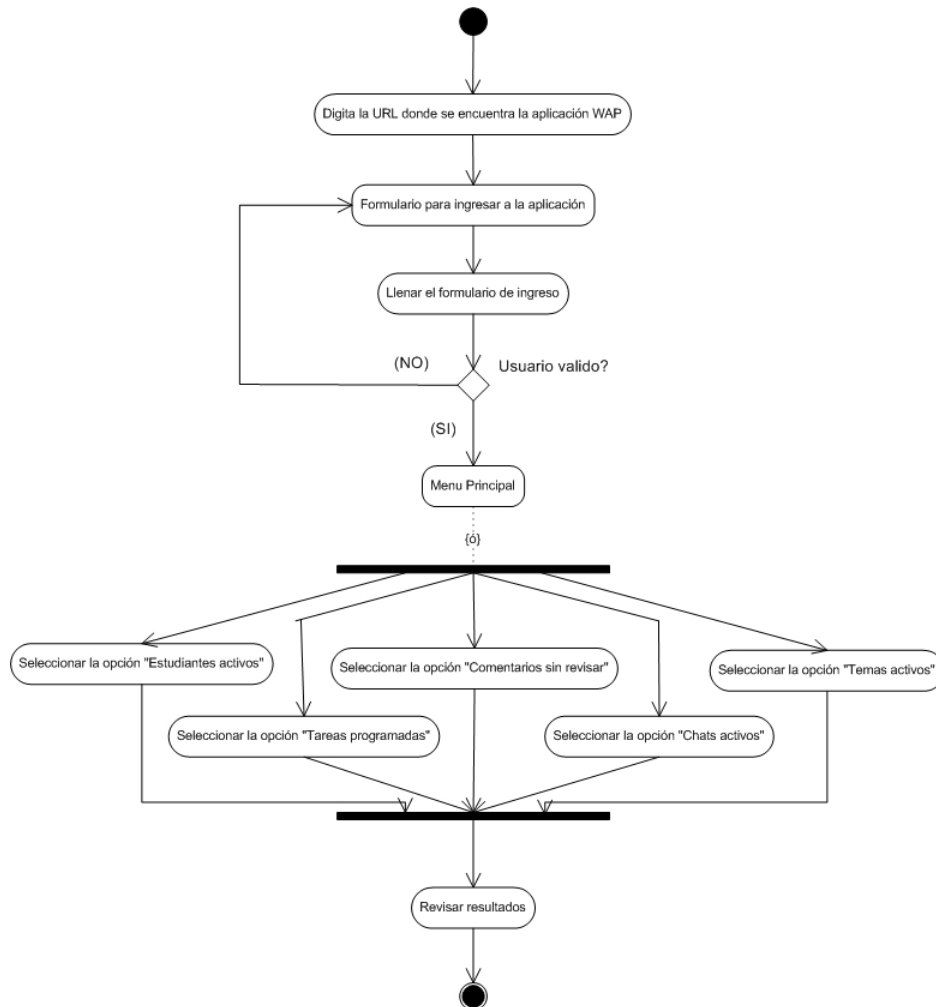 Digita la URL donde se encuentra la aplicación WAP
Formulario para ingresar a la aplicación
Llenar el formulario de ingreso
(NO)
Usuario valido?
(SI)
Menu Principal
{ó}
Seleccionar la opción "Estudiantes activos"
Seleccionar la opción "Comentarios sin revisar"
Seleccionar la opción "Temas activos"
Seleccionar la opción "Tareas programadas"
Seleccionar la opción "Chats activos"
Revisar resultados